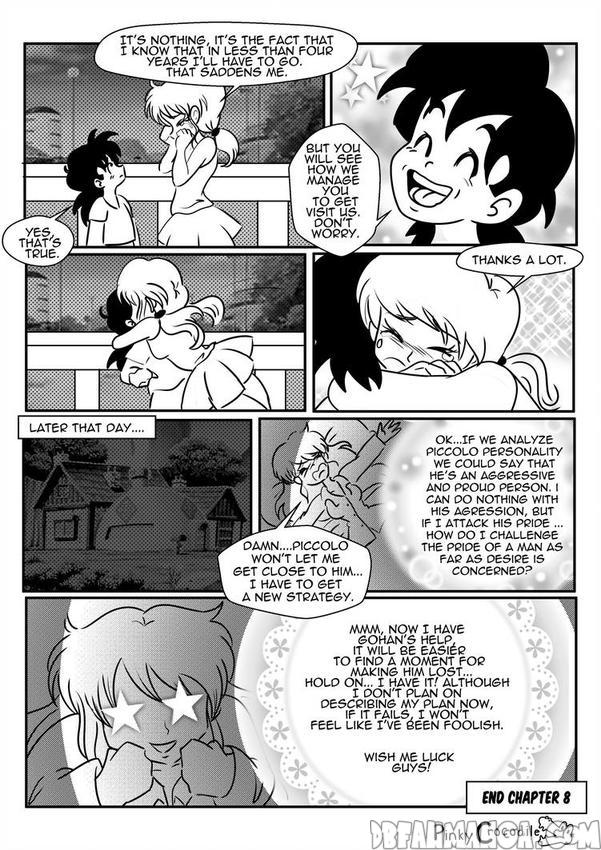 IT'S NOTHING, IT'S THE FACT THAT
I KNOW THAT IN LESS THAN FOUR
YEARS I'LL HAVE TO GO.
THAT SADDENS ME.
BUT YOU
WILL SEE
HOW WE
MANAGE
YOU
TO GET
VISIT US.
DON'T
WORRY.
YES,
THAT'S
TRUE.
THANKS A LOT.
LATER THAT DAY....
OK...IF WE ANALYZE
PICCOLO PERSONALITY
WE COULD SAY THAT
HE'S AN AGGRESSIVE
AND PROUD PERSON. I
CAN DO NOTHING WITH
HIS AGRESSION, BUT
IF I ATTACK HIS PRIDE ...
HOW DO I CHALLENGE
THE PRIDE OF A MAN AS
FAR AS DESIRE IS
CONCERNED?
DAMN....PICCOLO
WON'T LET ME
GET CLOSE TO HIM...
I HAVE TO GET
A NEW STRATEGY.
MMM, NOW I HAVE
GOHAN'S HELP,
IT WILL BE EASIER
TO FIND A MOMENT FOR
MAKING HIM LOST...
HOLD ON... I HAVE IT! ALTHOUGH
I DON'T PLAN ON
DESCRIBING MY PLAN NOW,
IF IT FAILS, I WON'T
FEEL LIKE I'VE BEEN FOOLISH.
WISH ME LUCK
GUYS!
END CHAPTER 8
Pinky Crocodile
DBFAHMANGA.COM